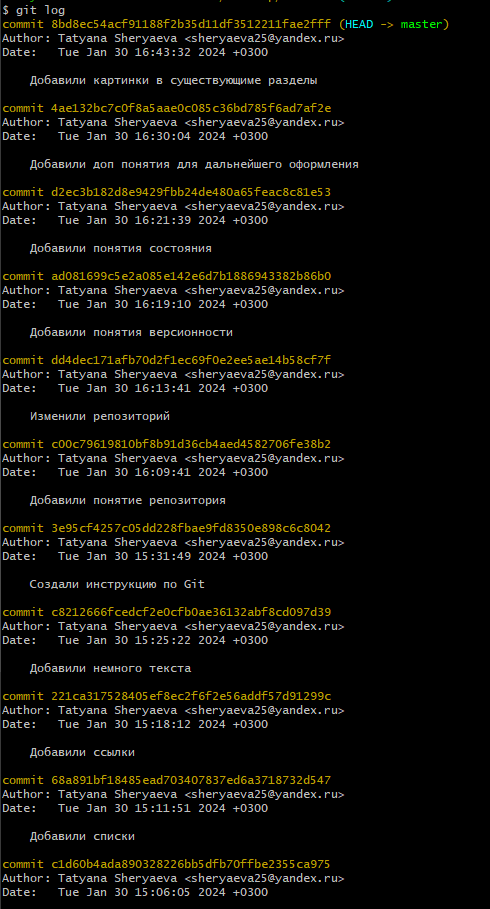 $ git log
commit 8bd8ec54acf91188f2b35d11df3512211fae2fff (HEAD -> master)
Author: Tatyana Sheryaeva <sheryaeva25@yandex.ru>
Date:   Tue Jan 30 16:43:32 2024 +0300
Добавили картинки в существующиме разделы
commit 4ae132bc7c0f8a5aae0c085c36bd785f6ad7af2e
Author: Tatyana Sheryaeva <sheryaeva25@yandex.ru>
Date:   Tue Jan 30 16:30:04 2024 +0300
Добавили доп понятия для дальнейшего оформления
commit d2ec3b182d8e9429fbb24de480a65feac8c81e53
Author: Tatyana Sheryaeva <sheryaeva25@yandex.ru>
Date:   Tue Jan 30 16:21:39 2024 +0300
Добавили понятия состояния
commit ad081699c5e2a085e142e6d7b1886943382b86b0
Author: Tatyana Sheryaeva <sheryaeva25@yandex.ru>
Date:   Tue Jan 30 16:19:10 2024 +0300
Добавили понятия версионности
commit dd4dec171afb70d2f1ec69f0e2ee5ae14b58cf7f
Author: Tatyana Sheryaeva <sheryaeva25@yandex.ru>
Date:   Tue Jan 30 16:13:41 2024 +0300
Изменили репозиторий
commit c00c79619810bf8b91d36cb4aed4582706fe38b2
Author: Tatyana Sheryaeva <sheryaeva25@yandex.ru>
Date:   Tue Jan 30 16:09:41 2024 +0300
Добавили понятие репозитория
commit 3e95cf4257c05dd228fbae9fd8350e898c6c8042
Author: Tatyana Sheryaeva <sheryaeva25@yandex.ru>
Date:   Tue Jan 30 15:31:49 2024 +0300
Создали инструкцию по Git
commit c8212666fcedcf2e0cfb0ae36132abf8cd097d39
Author: Tatyana Sheryaeva <sheryaeva25@yandex.ru>
Date:   Tue Jan 30 15:25:22 2024 +0300
Добавили немного текста
commit 221ca317528405ef8ec2f6f2e56addf57d91299c
Author: Tatyana Sheryaeva <sheryaeva25@yandex.ru>
Date:   Tue Jan 30 15:18:12 2024 +0300
Добавили ссылки
commit 68a891bf18485ead703407837ed6a3718732d547
Author: Tatyana Sheryaeva <sheryaeva25@yandex.ru>
Date:   Tue Jan 30 15:11:51 2024 +0300
Добавили списки
commit c1d60b4ada890328226bb5dfb70ffbe2355ca975
Author: Tatyana Sheryaeva <sheryaeva25@yandex.ru>
Date:   Tue Jan 30 15:06:05 2024 +0300